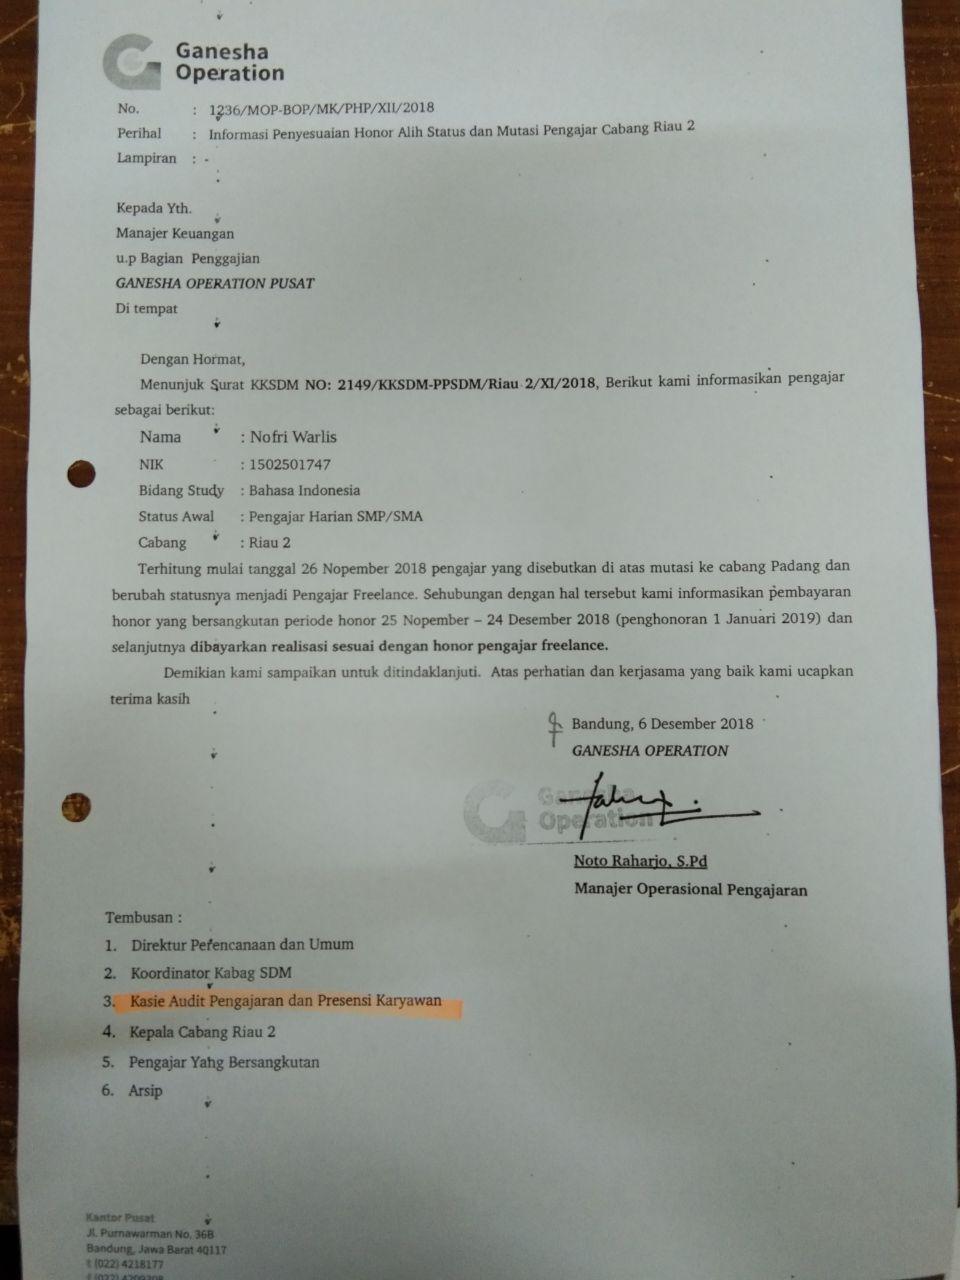 Ganesha
Operation
No. : 1236/MOP-BOP/MK/PHP/XII/2018
Perihal : Informasi Penyesuaian Honor Alih Status dan Mutasi Pengajar Cabang Riau 2
Lampiran : -
Kepada Yth.
Manajer Keuangan
u.p Bagian Penggajian
GANESHA OPERATION PUSAT
Di tempat
Dengan Hormat,
Menunjuk Surat KKSDM NO: 2149/KKSDM-PPSDM/Riau 2/XI/2018, Berikut kami informasikan pengajar
sebagai berikut:
Nama : Nofri Warlis
NIK : 1502501747
Bidang Study : Bahasa Indonesia
Status Awal : Pengajar Harian SMP/SMA
Cabang : Riau 2
Terhitung mulai tanggal 26 Nopember 2018 pengajar yang disebutkan di atas mutasi ke cabang Padang dan
berubah statusnya menjadi Pengajar Freelance. Sehubungan dengan hal tersebut kami informasikan pembayaran
honor yang bersangkutan periode honor 25 Nopember – 24 Desember 2018 (penghonoran 1 Januari 2019) dan
selanjutnya dibayarkan realisasi sesuai dengan honor pengajar freelance.
Demikian kami sampaikan untuk ditindaklanjuti. Atas perhatian dan kerjasama yang baik kami ucapkan
terima kasih
Bandung, 6 Desember 2018
GANESHA OPERATION
Ganesha
Operation
Noto Raharjo, S.Pd
Manajer Operasional Pengajaran
Tembusan :
1. Direktur Perencanaan dan Umum
2. Koordinator Kabag SDM
3. Kasie Audit Pengajaran dan Presensi Karyawan
4. Kepala Cabang Riau 2
5. Pengajar Yang Bersangkutan
6. Arsip
Kantor Pusat
Jl. Purnawarman No. 36B
Bandung, Jawa Barat 40117
t (022) 4218177